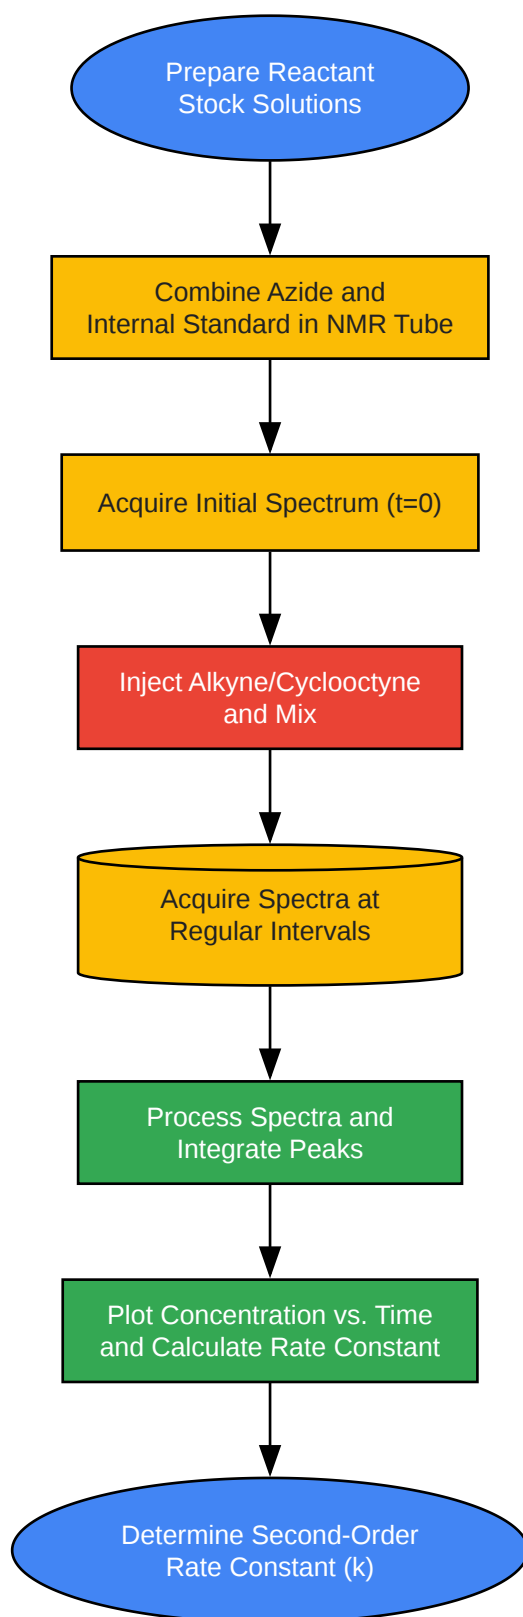 Prepare Reactant
Stock Solutions
Combine Azide and
Internal Standard in NMR Tube
Acquire Initial Spectrum (t=0)
Inject Alkyne/Cyclooctyne
and Mix
Acquire Spectra at
Regular Intervals
Process Spectra and
Integrate Peaks
Plot Concentration vs. Time
and Calculate Rate Constant
Determine Second-Order
Rate Constant (k)